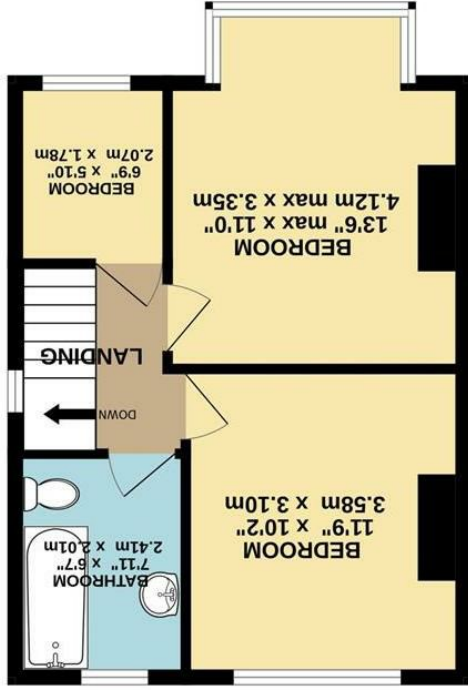 BEDROOM
11'9" x 10'2"
3.58m x 3.10m
BATHROOM
7'11" x 6'7"
2.41m x 2.01m
DOWN
LANDING
BEDROOM
13'6" max x 11'0"
4.12m max x 3.35m
BEDROOM
6'9" x 5'10"
2.07m x 1.78m